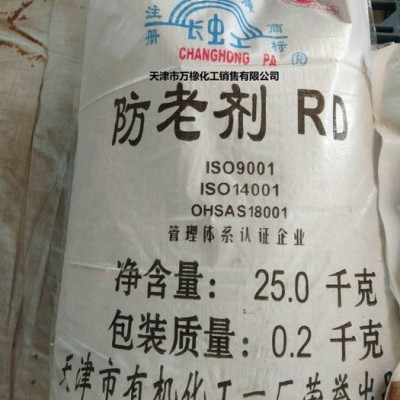 注册
商标
长虹
CHANGHONG PA
®
天津市万橡化工销售有限公司
防老剂 RD
ISO9001
ISO14001
OHSAS18001
管理体系认证企业
净含量: 25.0 千克
包装质量: 0.2 千克
天津市有机化工一厂荣誉出